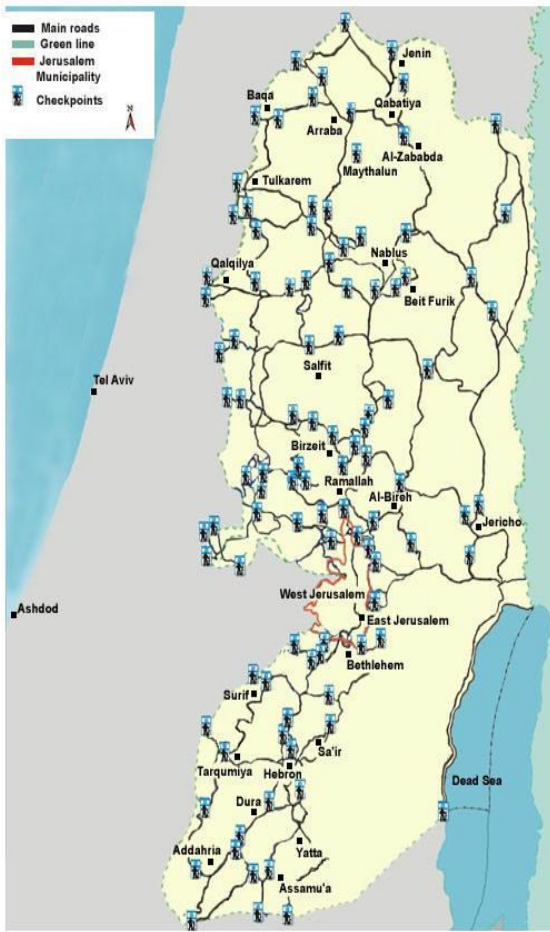 Main roads
Green line
Jerusalem
Municipality
Checkpoints
N
Jenin
Baqa
Qabatiya
Arraba
Al-Zababda
Maythalun
Tulkarem
Nablus
Qalqilya
Beit Furik
Salfit
Tel Aviv
Birzeit
Ramallah
Al-Bireh
Jericho
West Jerusalem
Ashdod
East Jerusalem
Bethlehem
Surif
Sa'ir
Tarqumiya
Hebron
Dead Sea
Dura
Yatta
Addahria
Assamu'a